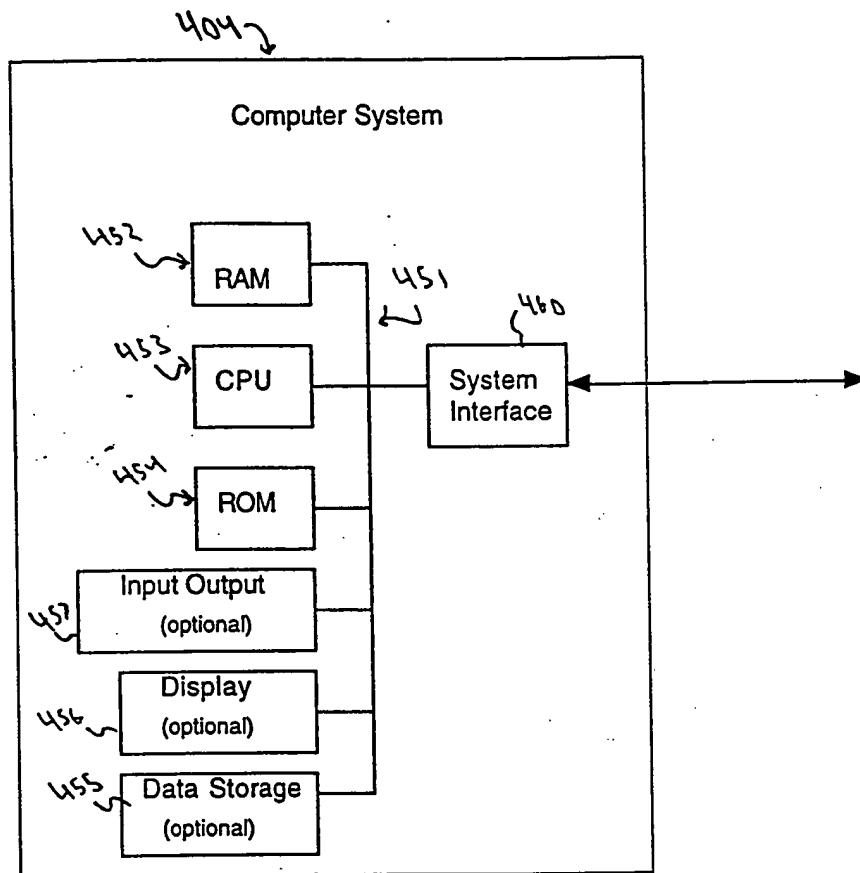 404
Computer System
452
RAM
451
460
453
CPU
System
Interface
454
ROM
Input Output
(optional)
457
Display
(optional)
456
Data Storage
(optional)
455